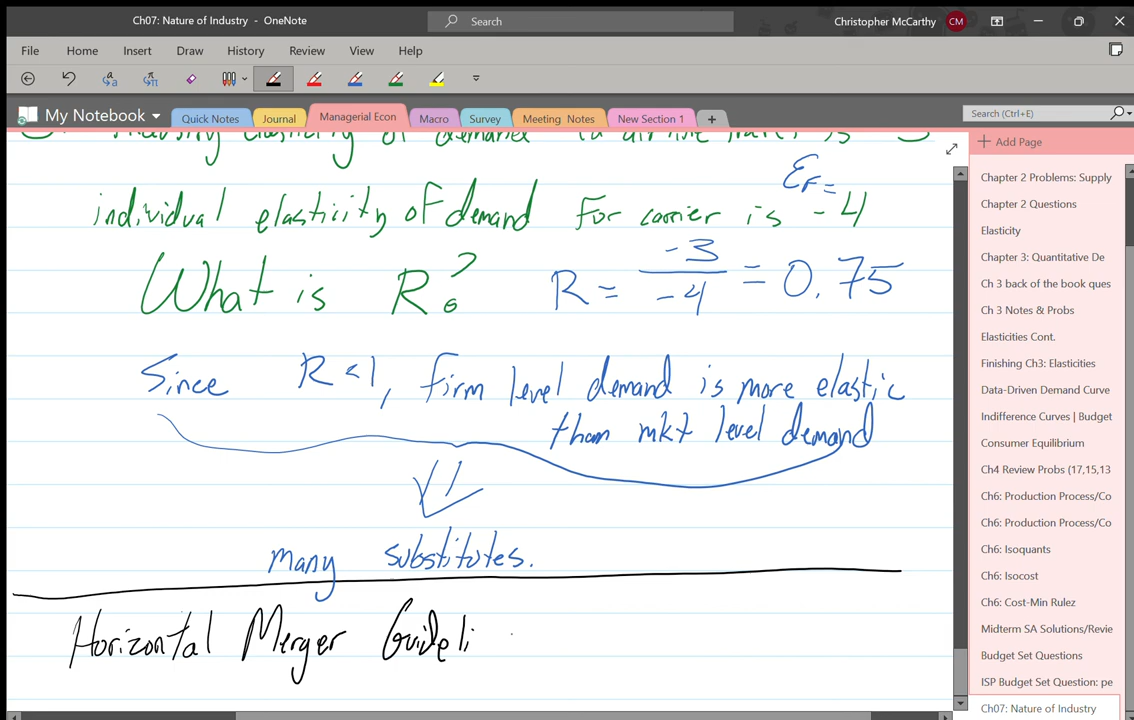 Ch07: Nature of Industry - OneNote
Search
Christopher McCarthy CM
File Home Insert Draw History Review View Help
My Notebook
Quick Notes Journal Managerial Econ Macro Survey Meeting Notes New Section 1 +
Search (Ctrl+E)
elasticity of demand
individual elasticity of demand for carrier is -4
EF=
What is R?
R = -3 / -4 = 0.75
Since R<1, firm level demand is more elastic
than mkt level demand
many substitutes.
Horizontal Merger Guideli
Add Page
Chapter 2 Problems: Supply
Chapter 2 Questions
Elasticity
Chapter 3: Quantitative De
Ch 3 back of the book ques
Ch 3 Notes & Probs
Elasticities Cont.
Finishing Ch3: Elasticities
Data-Driven Demand Curve
Indifference Curves | Budget
Consumer Equilibrium
Ch4 Review Probs (17,15,13
Ch6: Production Process/Co
Ch6: Production Process/Co
Ch6: Isoquants
Ch6: Isocost
Ch6: Cost-Min Rulez
Midterm SA Solutions/Revie
Budget Set Questions
ISP Budget Set Question: pe
Ch07: Nature of Industry